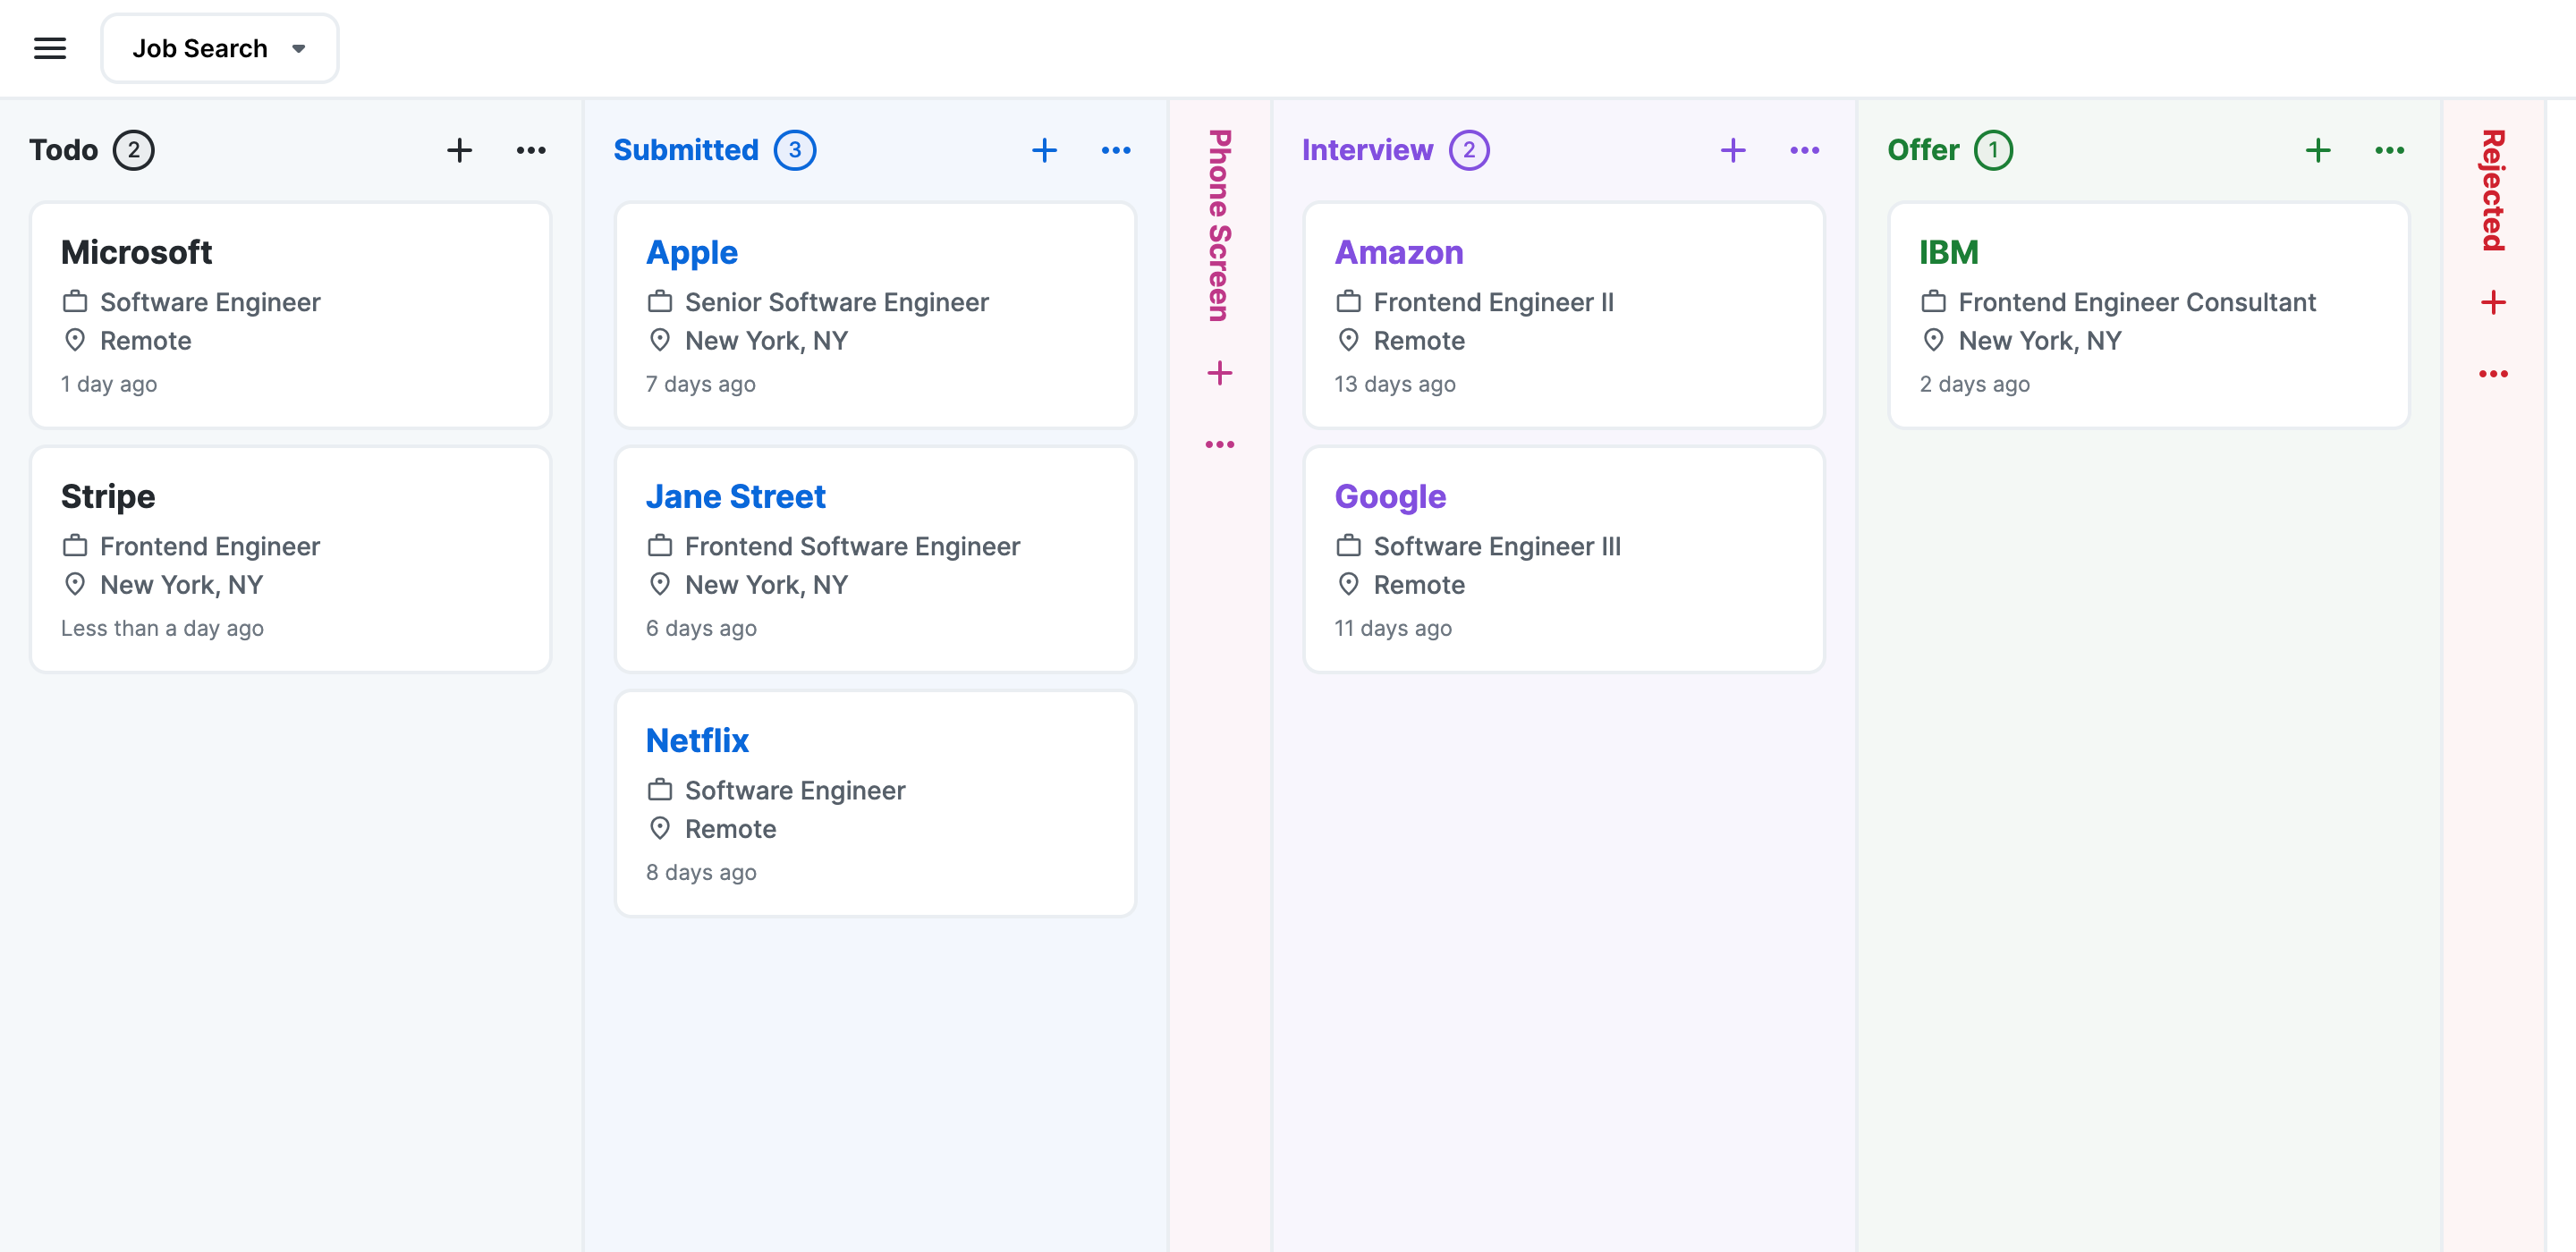 Job Search
Todo 2
Microsoft
Software Engineer
Remote
1 day ago
Stripe
Frontend Engineer
New York, NY
Less than a day ago
Submitted 3
Apple
Senior Software Engineer
New York, NY
7 days ago
Jane Street
Frontend Software Engineer
New York, NY
6 days ago
Netflix
Software Engineer
Remote
8 days ago
Phone Screen
Interview 2
Amazon
Frontend Engineer II
Remote
13 days ago
Google
Software Engineer III
Remote
11 days ago
Offer 1
IBM
Frontend Engineer Consultant
New York, NY
2 days ago
Rejected